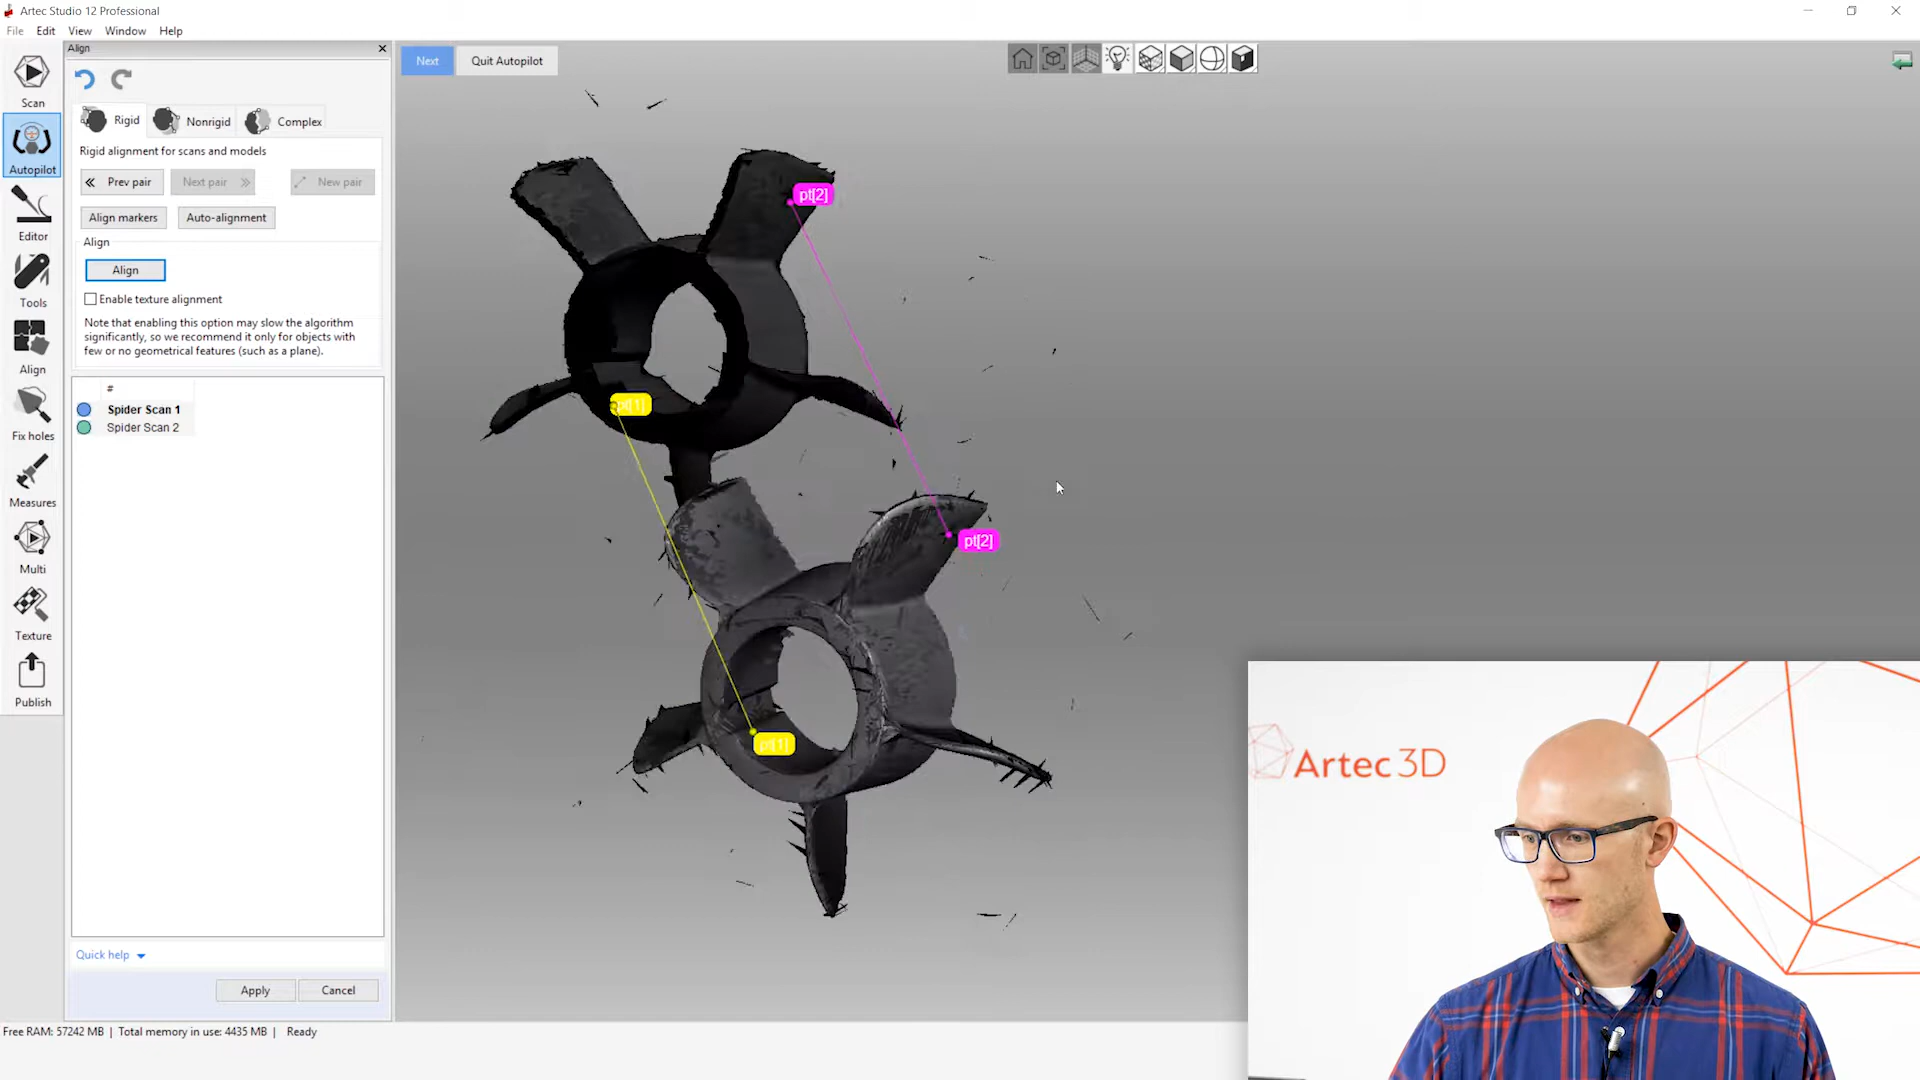 Artec Studio 12 Professional
File Edit View Window Help
Align
Next Quit Autopilot
Scan
Autopilot
Editor
Tools
Align
Fix holes
Measures
Multi
Texture
Publish
Rigid Nonrigid Complex
Rigid alignment for scans and models
Prev pair Next pair New pair
Align markers Auto-alignment
Align
Align
Enable texture alignment
Note that enabling this option may slow the algorithm
significantly, so we recommend it only for objects with
few or no geometrical features (such as a plane).
#
Spider Scan 1
Spider Scan 2
pt[2]
pt[1]
pt[2]
pt[1]
Artec 3D
Quick help
Apply Cancel
Free RAM: 57242 MB | Total memory in use: 4435 MB | Ready